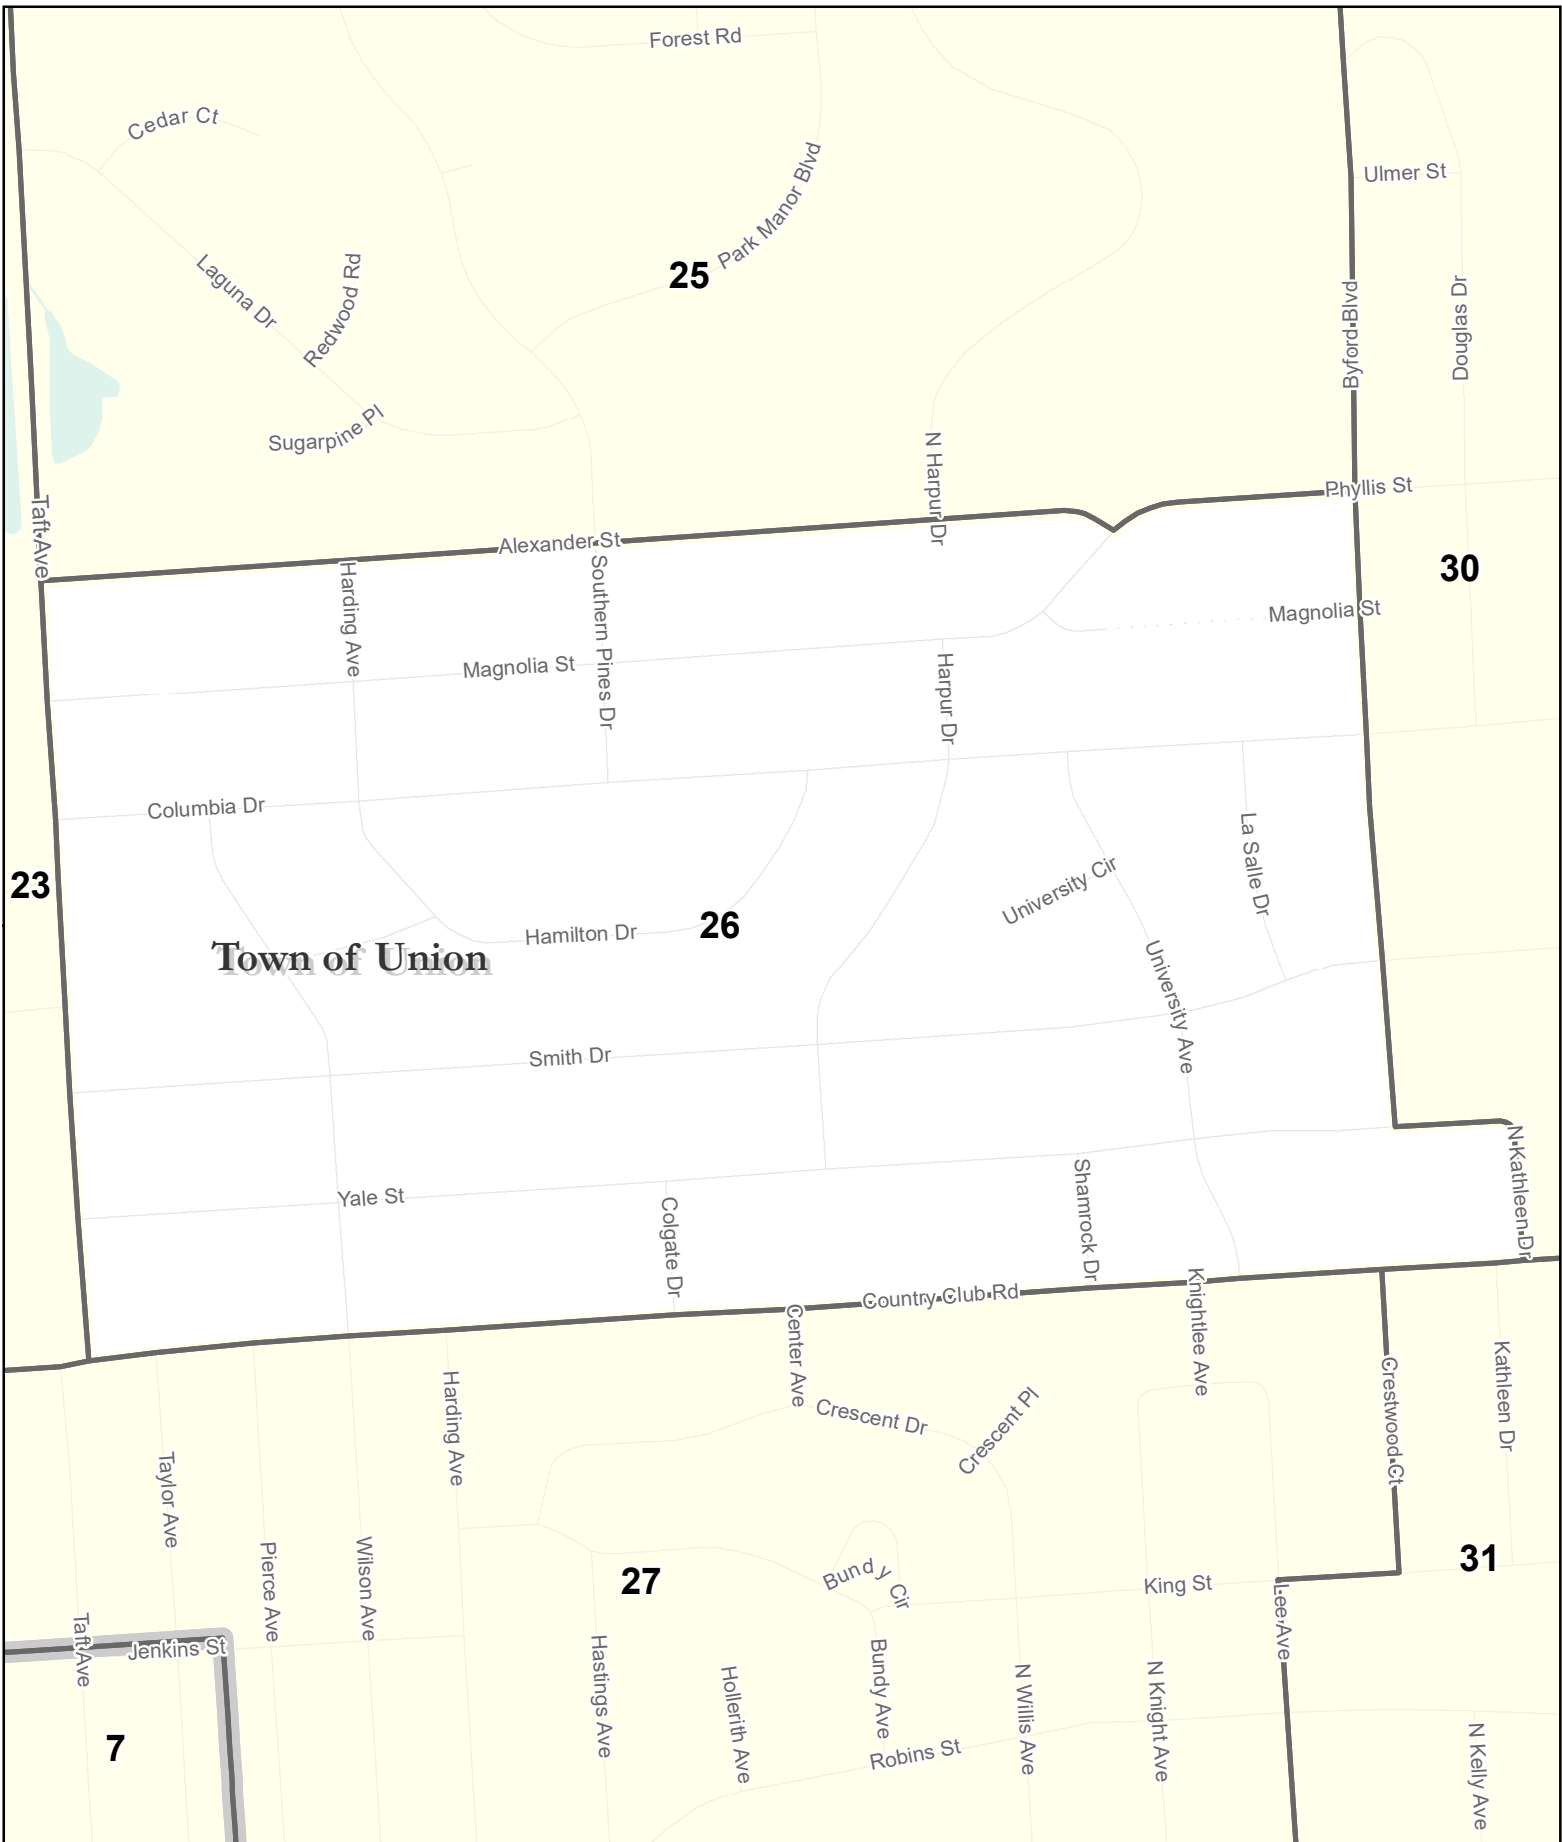 Forest Rd
Cedar Ct
Park Manor Blvd
Ulmer St
Laguna Dr
Redwood Rd
25
Byford Blvd
Douglas Dr
Sugarpine Pl
N Harpur Dr
Phyllis St
Taft Ave
Alexander St
Harding Ave
Southern Pines Dr
30
Magnolia St
Magnolia St
Harpur Dr
Columbia Dr
La Salle Dr
University Cir
23
26
Hamilton Dr
Town of Union
University Ave
Smith Dr
N Kathleen Dr
Yale St
Colgate Dr
Shamrock Dr
Country Club Rd
Knightlee Ave
Center Ave
Crestwood Ct
Kathleen Dr
Harding Ave
Crescent Dr
Crescent Pl
Taylor Ave
Pierce Ave
Wilson Ave
27
Bundy Cir
King St
31
Lee Ave
Taft Ave
Jenkins St
Hastings Ave
Hollerith Ave
Bundy Ave
N Willis Ave
N Knight Ave
7
Robins St
N Kelly Ave